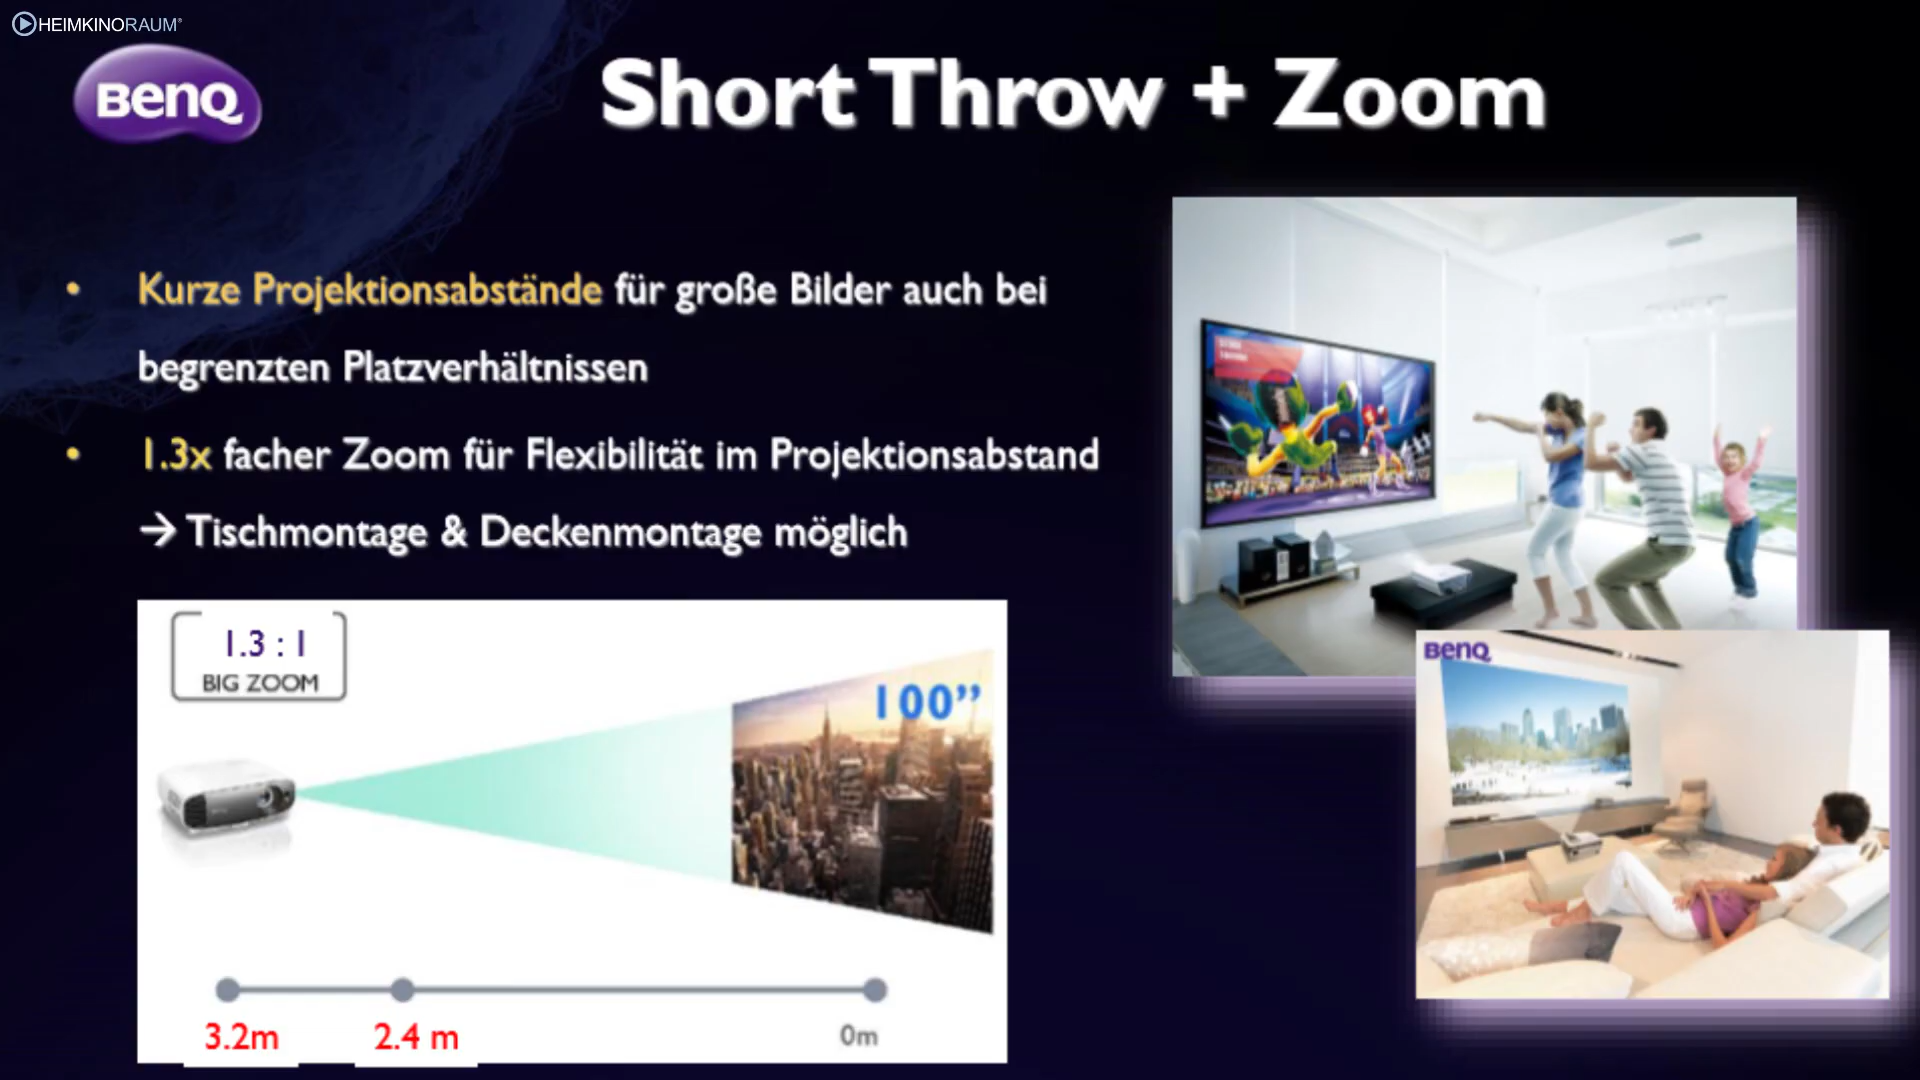 HEIMKINORAUM®
BenQ
Short Throw + Zoom
• Kurze Projektionsabstände für große Bilder auch bei
begrenzten Platzverhältnissen
• 1.3x facher Zoom für Flexibilität im Projektionsabstand
→ Tischmontage & Deckenmontage möglich
1.3 : 1
BIG ZOOM
100”
3.2m
2.4 m
0m
BenQ